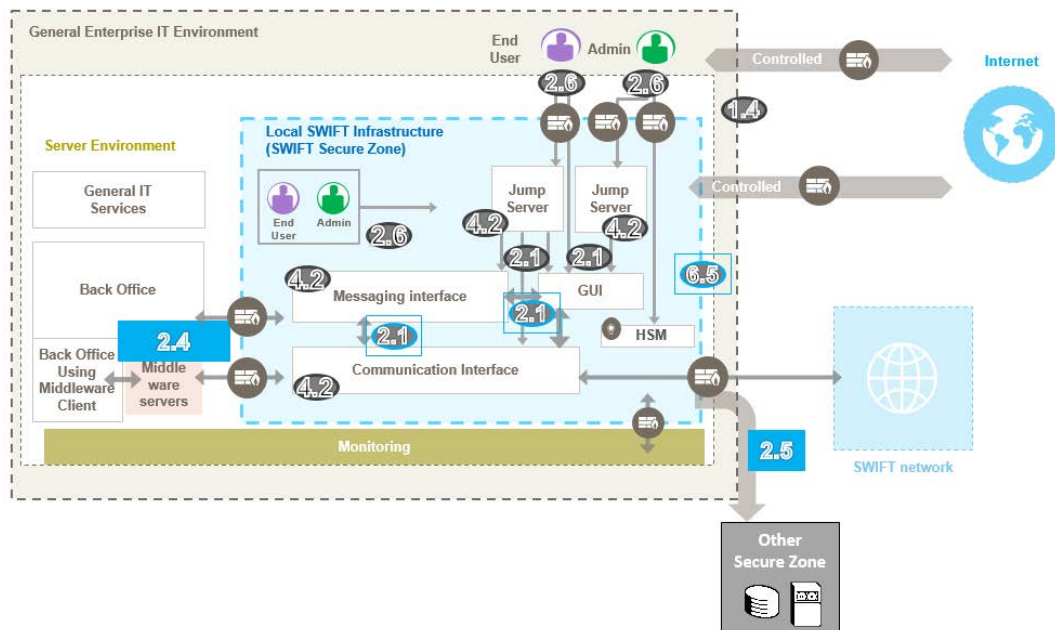 General Enterprise IT Environment
End
User
Admin
Controlled
Internet
2.6
2.6
1.4
Server Environment
Local SWIFT Infrastructure
(SWIFT Secure Zone)
General IT
Services
End
User
Admin
2.6
Jump
Server
Jump
Server
Controlled
4.2
4.2
2.1
2.1
6.5
Back Office
4.2
Messaging interface
GUI
2.1
2.1
HSM
2.4
Back Office
Using
Middleware
Client
Middle
ware
servers
Communication Interface
4.2
Monitoring
2.5
SWIFT network
Other
Secure Zone